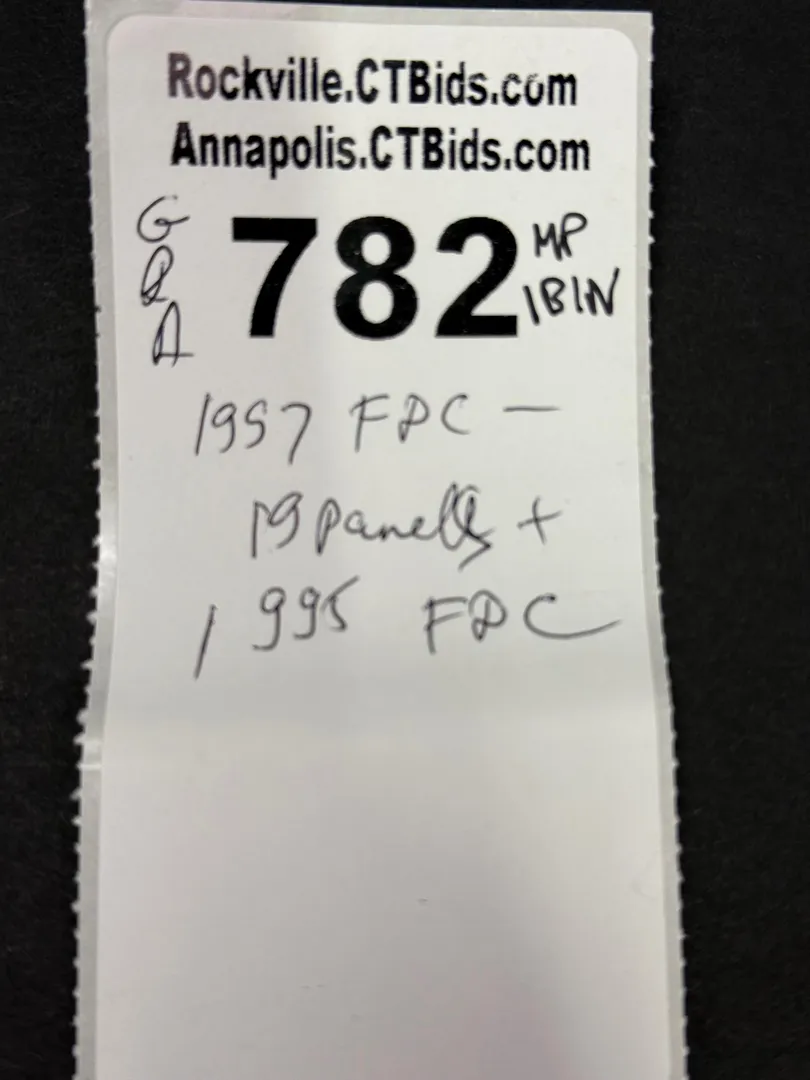 Rockville.CTBids.com
Annapolis.CTBids.com
782
MP
1BIN
1957 FDC —
19 Panels +
1995 FDC